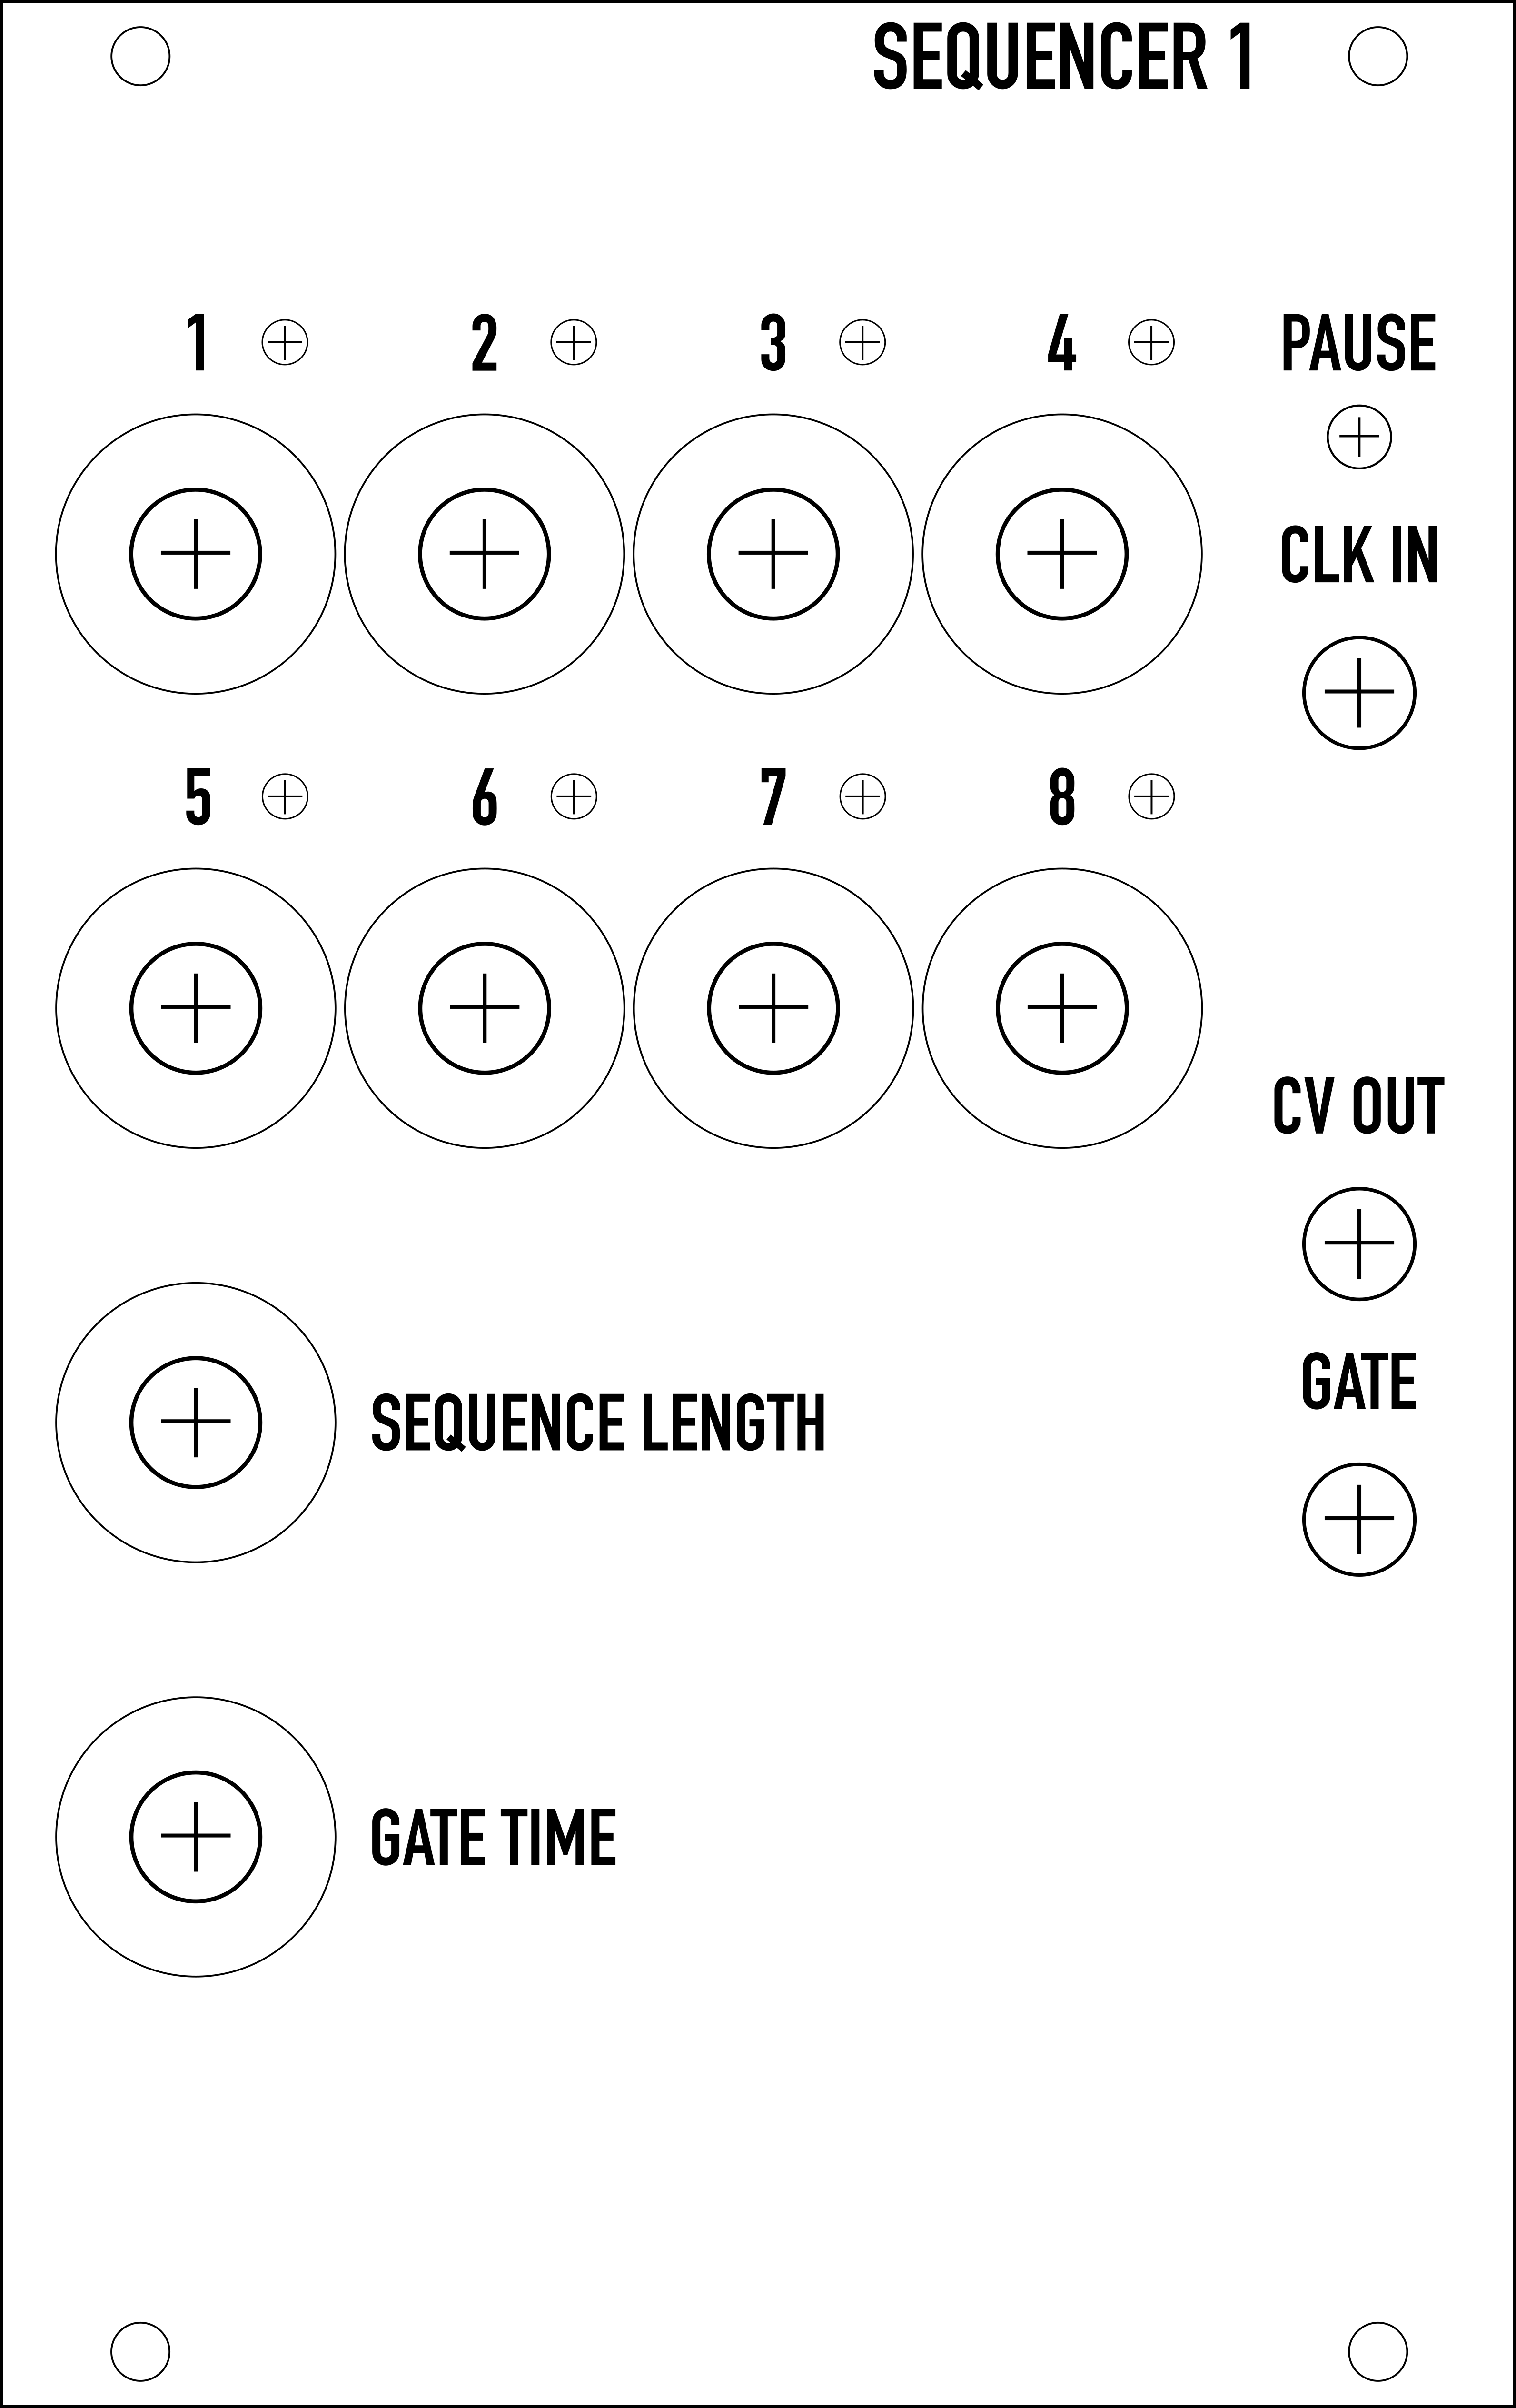 SEQUENCER 1
1 2 3 4 PAUSE
CLK IN
5 6 7 8
CV OUT
GATE
SEQUENCE LENGTH
GATE TIME